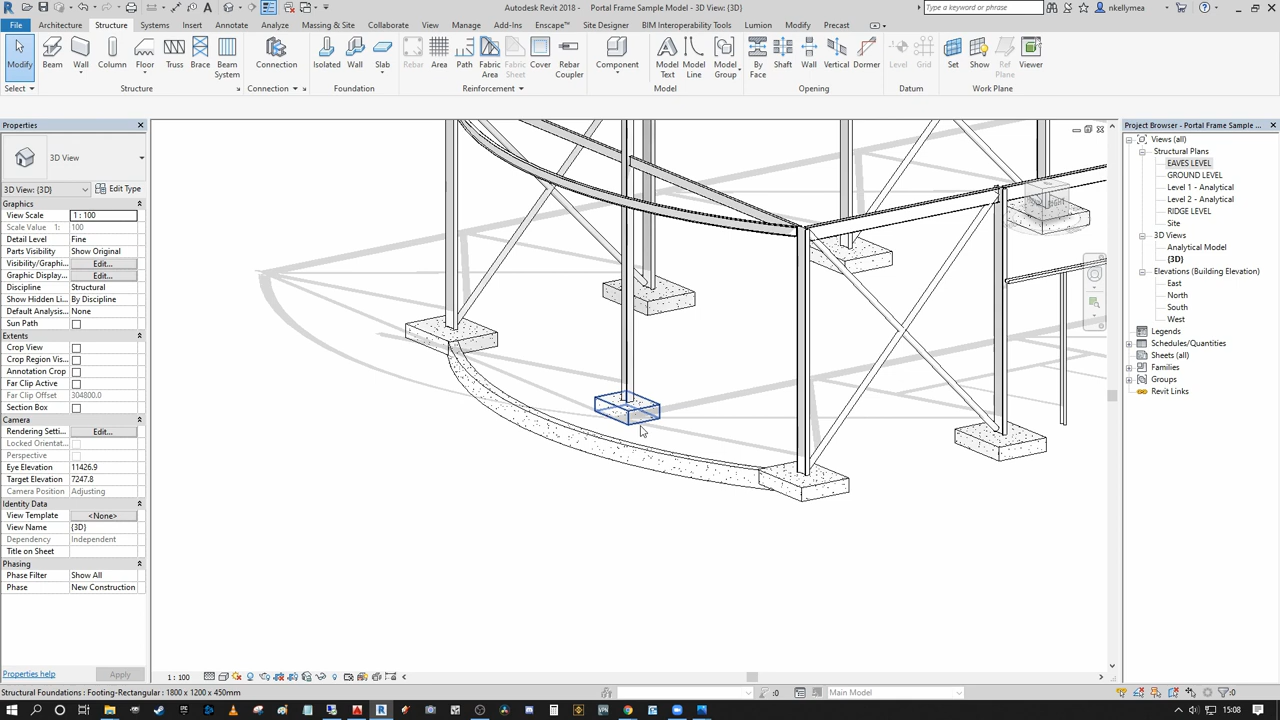 Autodesk Revit 2018 - Portal Frame Sample Model - 3D View: {3D}
Type a keyword or phrase
nkellymea
File Architecture Structure Systems Insert Annotate Analyze Massing & Site Collaborate View Manage Add-Ins Enscape™ Site Designer BIM Interoperability Tools Lumion Modify Precast
Modify Beam Wall Column Floor Truss Brace Beam System Connection Isolated Wall Slab Rebar Area Path Fabric Area Fabric Sheet Cover Rebar Coupler Component Model Text Model Line Model Group By Face Shaft Wall Vertical Dormer Level Grid Set Show Ref Plane Viewer
Select Structure Connection Foundation Reinforcement Model Opening Datum Work Plane
Properties
3D View
3D View: {3D} Edit Type
Graphics
View Scale 1 : 100
Scale Value 1: 100
Detail Level Fine
Parts Visibility Show Original
Visibility/Graphi... Edit...
Graphic Display... Edit...
Discipline Structural
Show Hidden Li... By Discipline
Default Analysis... None
Sun Path
Extents
Crop View
Crop Region Vis...
Annotation Crop
Far Clip Active
Far Clip Offset 304800.0
Section Box
Camera
Rendering Setti... Edit...
Locked Orientat...
Perspective
Eye Elevation 11426.9
Target Elevation 7247.8
Camera Position Adjusting
Identity Data
View Template <None>
View Name {3D}
Dependency Independent
Title on Sheet
Phasing
Phase Filter Show All
Phase New Construction
Properties help Apply
1 : 100
Project Browser - Portal Frame Sample ...
Views (all)
Structural Plans
EAVES LEVEL
GROUND LEVEL
Level 1 - Analytical
Level 2 - Analytical
RIDGE LEVEL
Site
3D Views
Analytical Model
{3D}
Elevations (Building Elevation)
East
North
South
West
Legends
Schedules/Quantities
Sheets (all)
Families
Groups
Revit Links
Structural Foundations : Footing-Rectangular : 1800 x 1200 x 450mm
:0
Main Model
:0
15:08